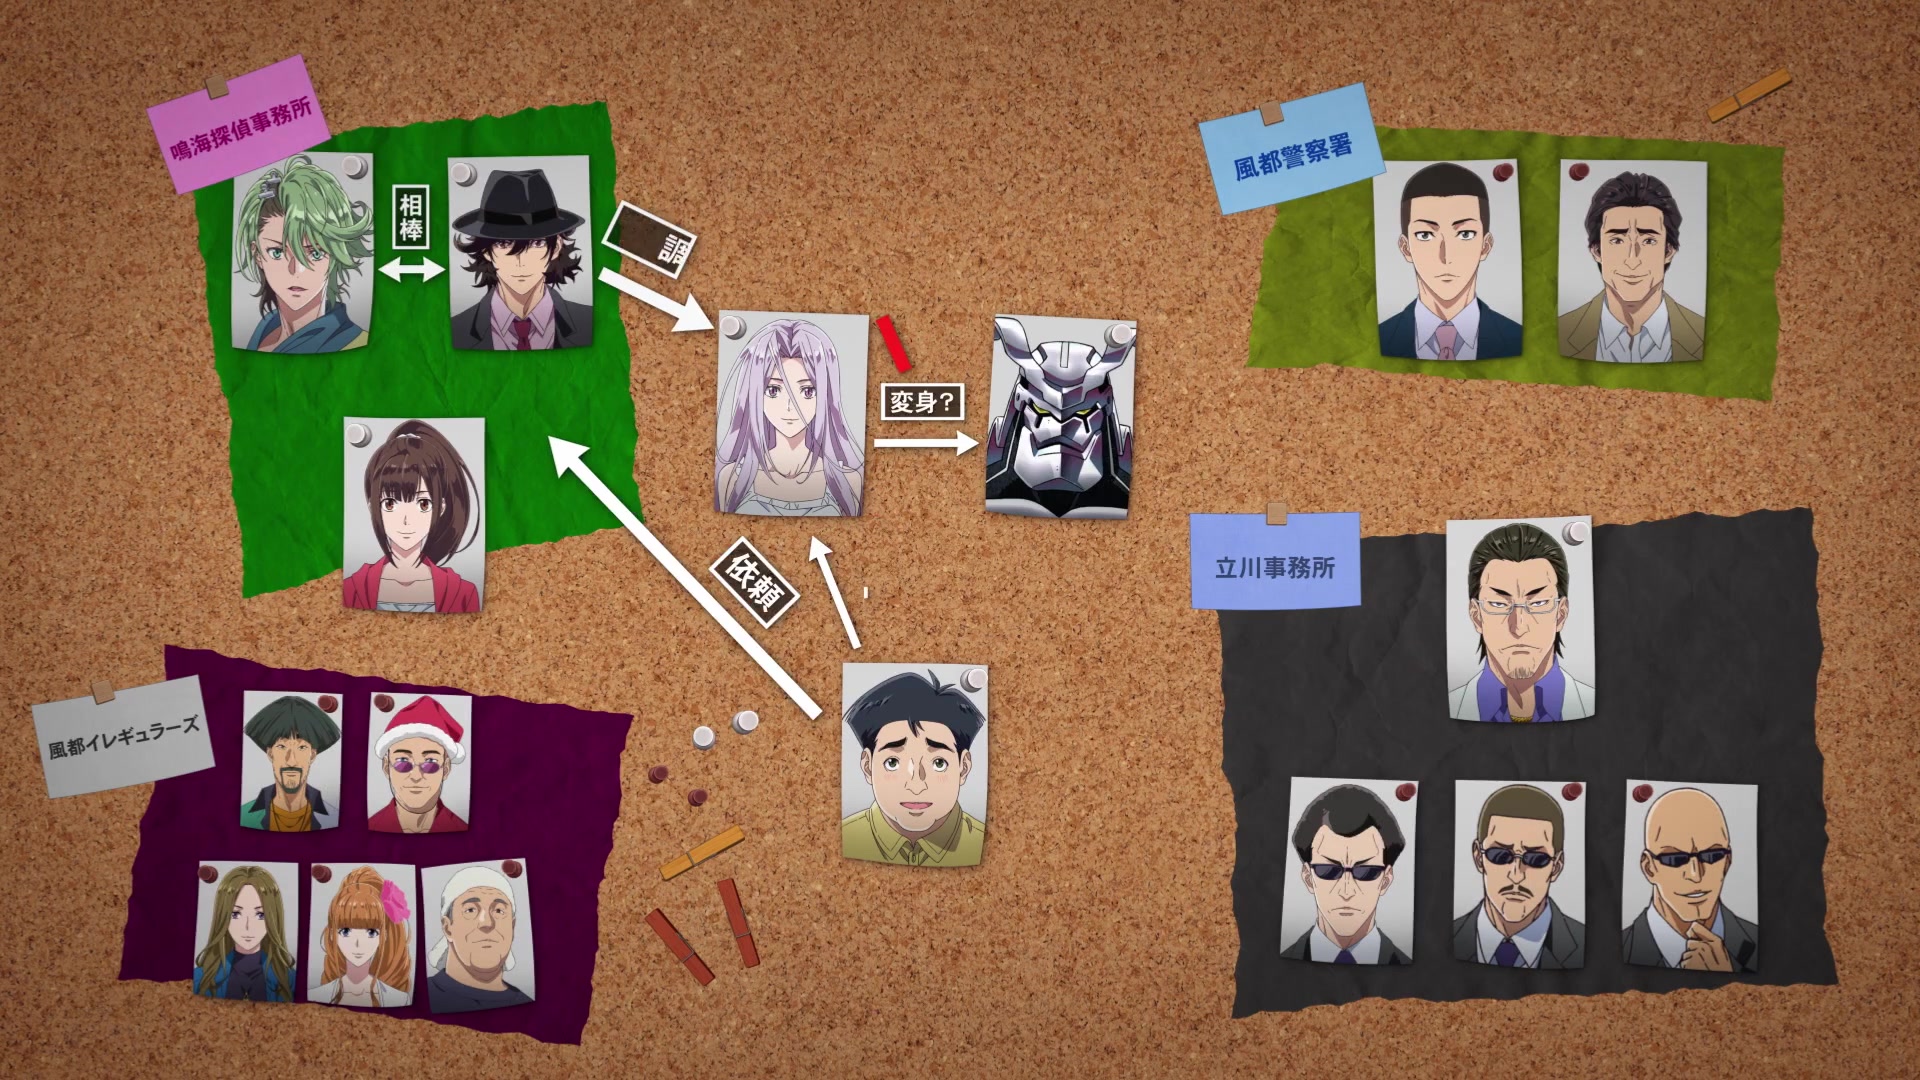 鳴海探偵事務所
相棒
調
変身?
依頼
風都警察署
立川事務所
風都イレギュラーズ